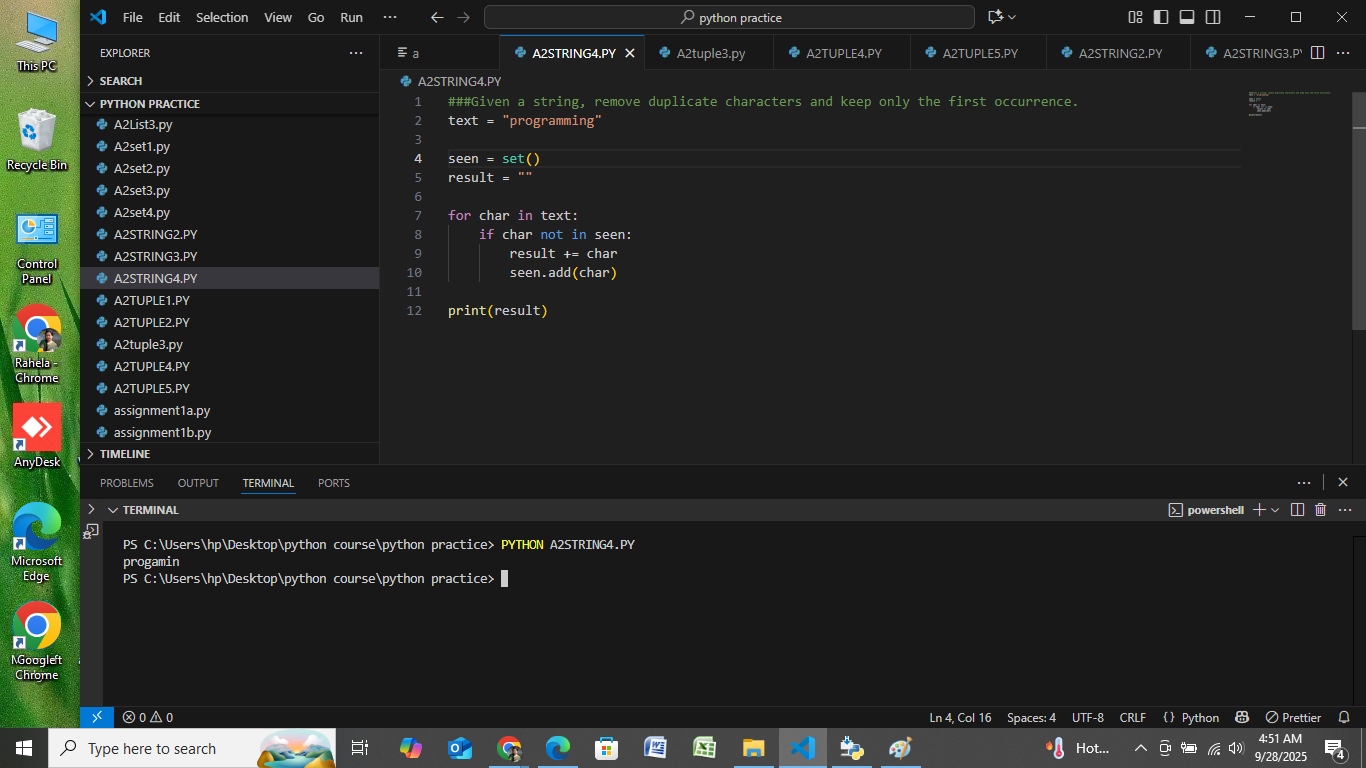 This PC
Recycle Bin
Control
Panel
Rahela -
Chrome
AnyDesk
Microsoft
Edge
Chrome
File Edit Selection View Go Run ...
python practice
EXPLORER ...
SEARCH
PYTHON PRACTICE
A2List3.py
A2set1.py
A2set2.py
A2set3.py
A2set4.py
A2STRING2.PY
A2STRING3.PY
A2STRING4.PY
A2TUPLE1.PY
A2TUPLE2.PY
A2tuple3.py
A2TUPLE4.PY
A2TUPLE5.PY
assignment1a.py
assignment1b.py
TIMELINE
a A2STRING4.PY A2tuple3.py A2TUPLE4.PY A2TUPLE5.PY A2STRING2.PY A2STRING3.PY
A2STRING4.PY
1 ###Given a string, remove duplicate characters and keep only the first occurrence.
2 text = "programming"
3
4 seen = set()
5 result = ""
6
7 for char in text:
8 if char not in seen:
9 result += char
10 seen.add(char)
11
12 print(result)
PROBLEMS OUTPUT TERMINAL PORTS
TERMINAL
powershell
PS C:\Users\hp\Desktop\python course\python practice> PYTHON A2STRING4.PY
progamin
PS C:\Users\hp\Desktop\python course\python practice>
0 0 Ln 4, Col 16 Spaces: 4 UTF-8 CRLF {} Python Prettier
Type here to search
Hot...
4:51 AM
9/28/2025
4